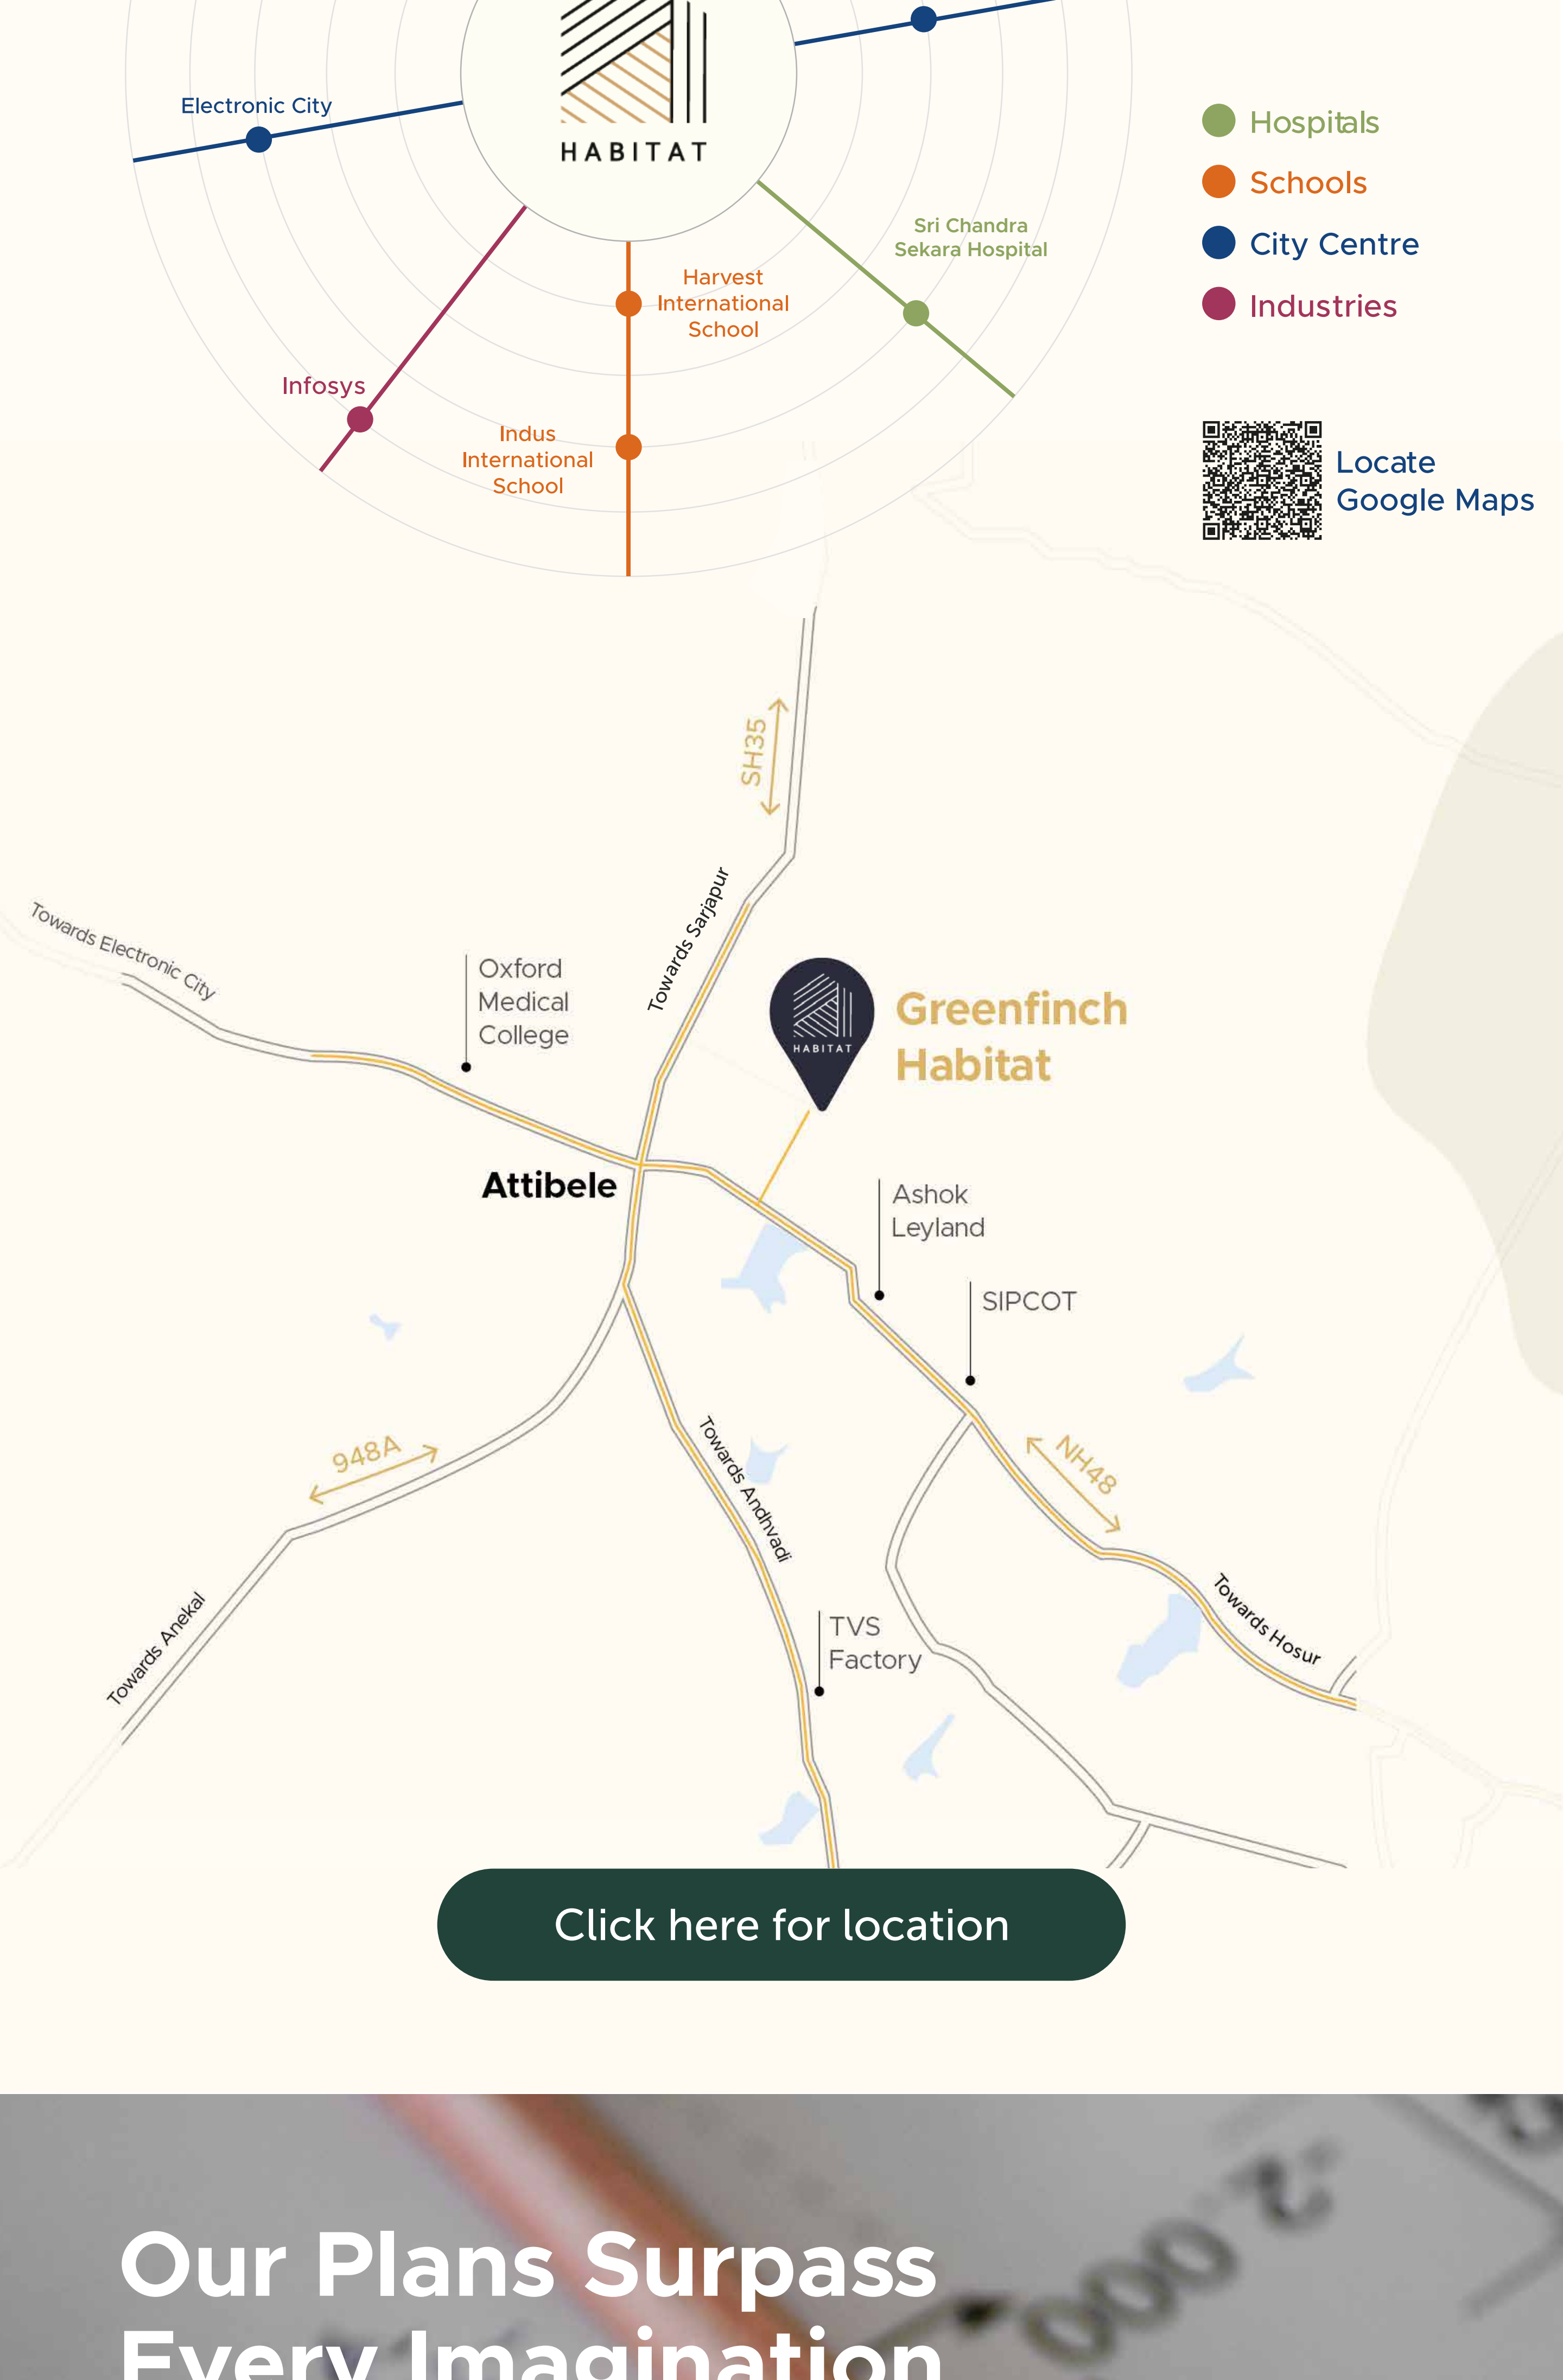 HABITAT
Electronic City
Hospitals
Schools
City Centre
Industries
Sri Chandra
Sekara Hospital
Harvest
International
School
Infosys
Indus
International
School
Locate
Google Maps
SH35
Towards Sarjapur
Towards Electronic City
Oxford
Medical
College
HABITAT
Greenfinch
Habitat
Attibele
Ashok
Leyland
SIPCOT
948A
NH48
Towards Andhvadi
Towards Anekal
Towards Hosur
TVS
Factory
Click here for location
000
2
Our Plans Surpass
Every Imagination